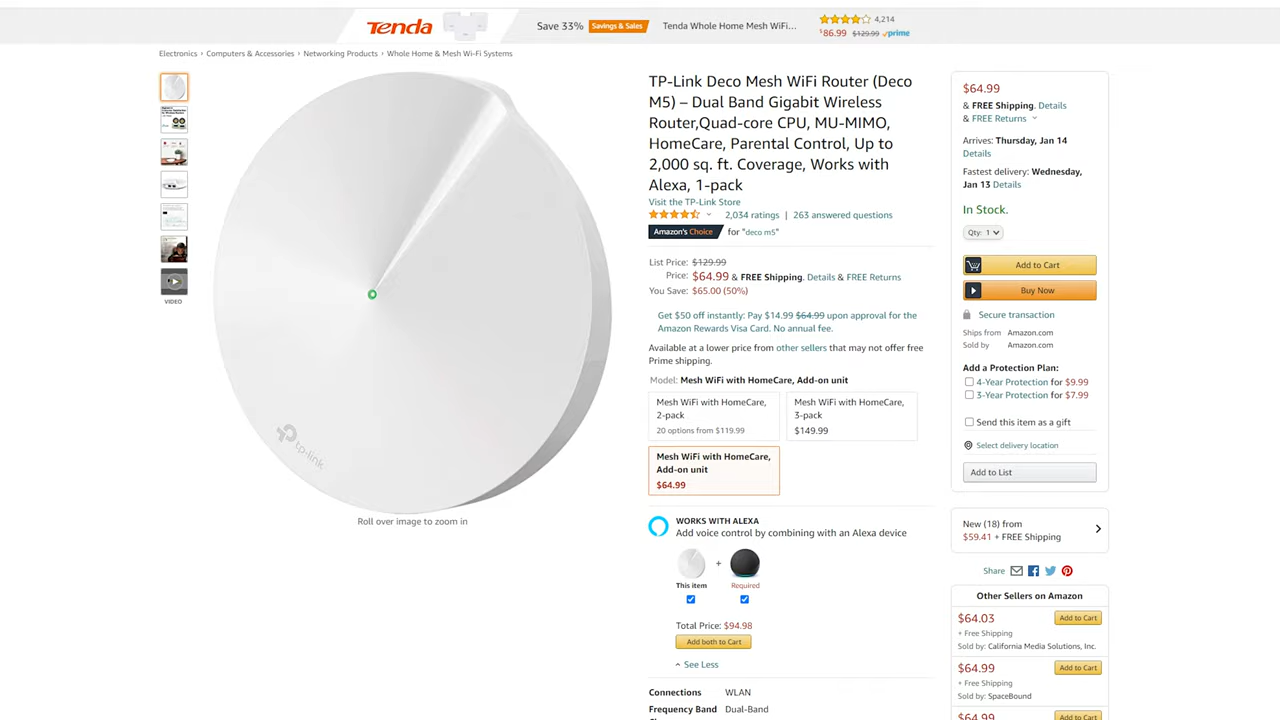 Tenda
Save 33% Savings & Sales
Tenda Whole Home Mesh WiFi...
4,214
$86.99 $129.99 prime
Electronics › Computers & Accessories › Networking Products › Whole Home & Mesh Wi-Fi Systems
VIDEO
tp-link
Roll over image to zoom in
TP-Link Deco Mesh WiFi Router (Deco
M5) – Dual Band Gigabit Wireless
Router,Quad-core CPU, MU-MIMO,
HomeCare, Parental Control, Up to
2,000 sq. ft. Coverage, Works with
Alexa, 1-pack
Visit the TP-Link Store
2,034 ratings | 263 answered questions
Amazon's Choice for "deco m5"
List Price: $129.99
Price: $64.99 & FREE Shipping. Details & FREE Returns
You Save: $65.00 (50%)
Get $50 off instantly: Pay $14.99 $64.99 upon approval for the
Amazon Rewards Visa Card. No annual fee.
Available at a lower price from other sellers that may not offer free
Prime shipping.
Model: Mesh WiFi with HomeCare, Add-on unit
Mesh WiFi with HomeCare,
2-pack
20 options from $119.99
Mesh WiFi with HomeCare,
3-pack
$149.99
Mesh WiFi with HomeCare,
Add-on unit
$64.99
WORKS WITH ALEXA
Add voice control by combining with an Alexa device
+
This item
Required
Total Price: $94.98
Add both to Cart
See Less
Connections WLAN
Frequency Band Dual-Band
$64.99
& FREE Shipping. Details
& FREE Returns
Arrives: Thursday, Jan 14
Details
Fastest delivery: Wednesday,
Jan 13 Details
In Stock.
Qty: 1
Add to Cart
Buy Now
Secure transaction
Ships from Amazon.com
Sold by Amazon.com
Add a Protection Plan:
4-Year Protection for $9.99
3-Year Protection for $7.99
Send this item as a gift
Select delivery location
Add to List
New (18) from
$59.41 + FREE Shipping
Share
Other Sellers on Amazon
$64.03
Add to Cart
+ Free Shipping
Sold by: California Media Solutions, Inc.
$64.99
Add to Cart
+ Free Shipping
Sold by: SpaceBound
$64.99
Add to Cart